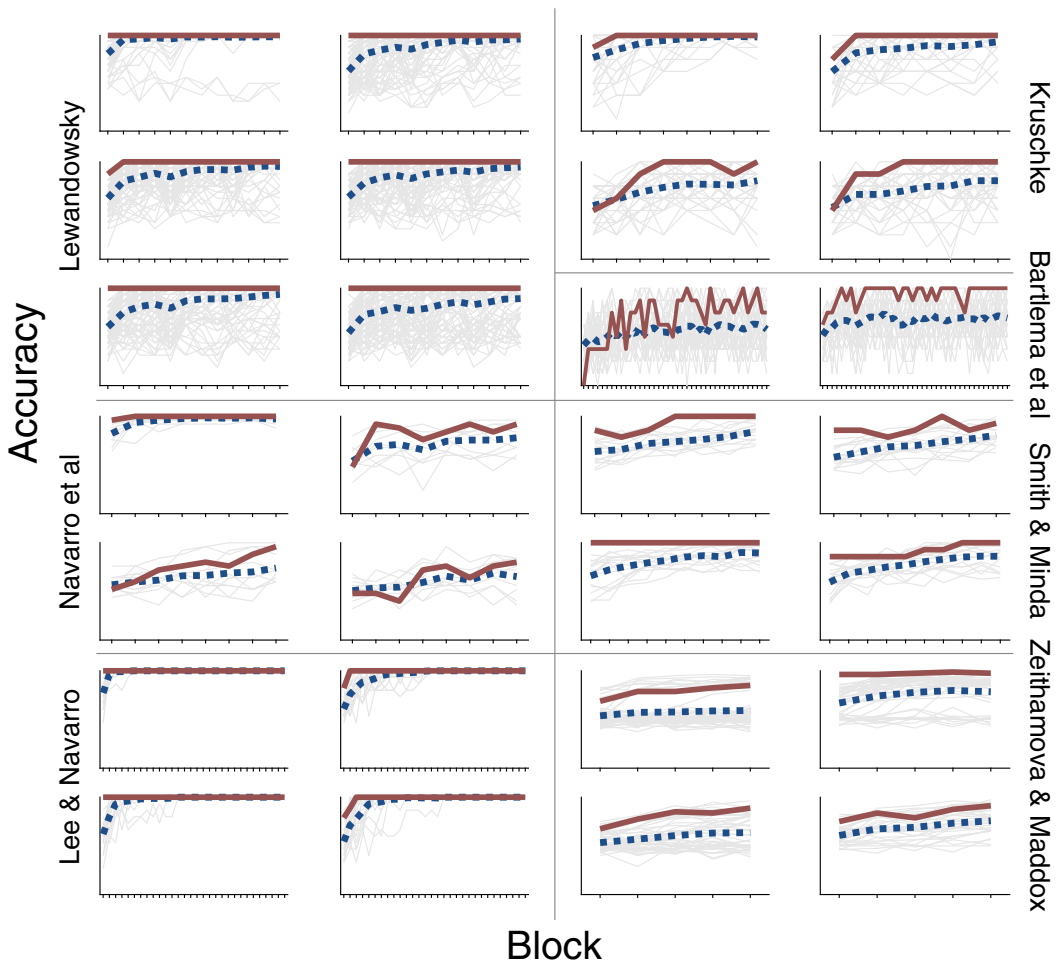 Accuracy
Lewandowsky
Navarro et al
Lee & Navarro
Kruschke
Bartlema et al
Smith & Minda
Zeithamova & Maddox
Block